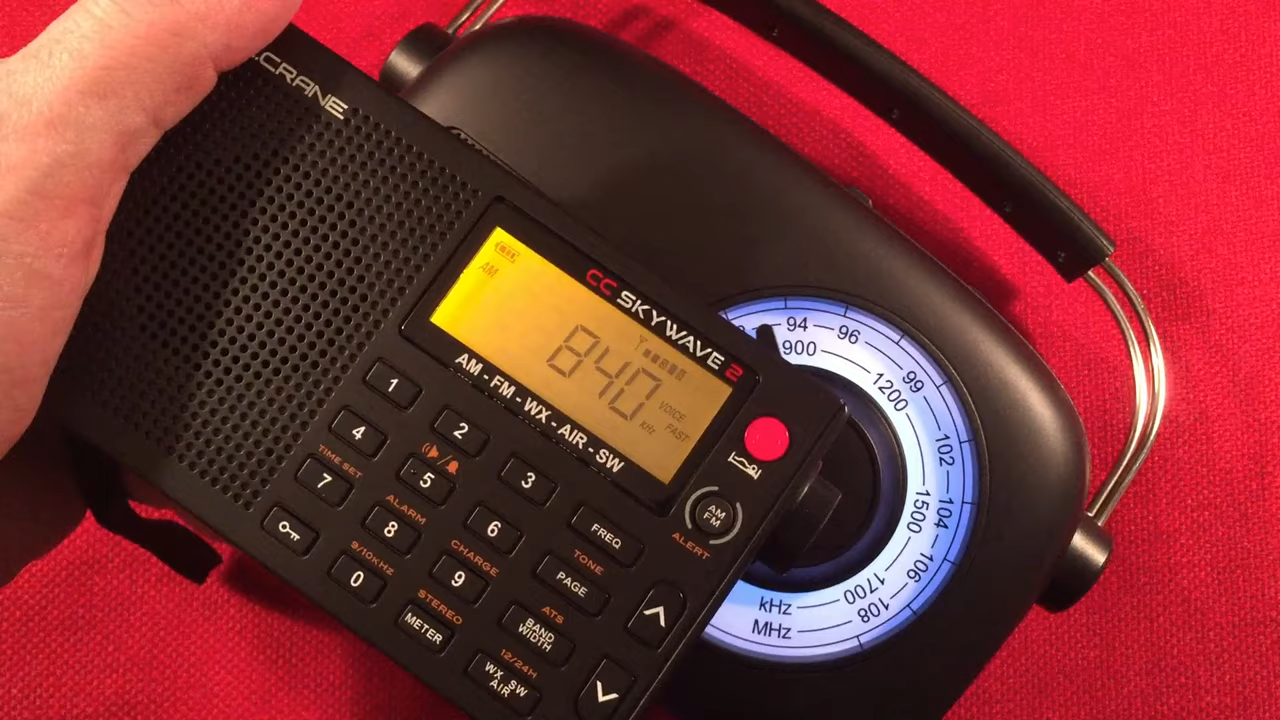 .CRANE
CC SKYWAVE 2
AM
840
kHz
VOICE
FAST
AM - FM - WX - AIR - SW
1
2
3
4
5
6
TIME SET
7
ALARM
8
CHARGE
9
9/10KHZ
0
STEREO
METER
FREQ
TONE
PAGE
ATS
BAND
WIDTH
12/24H
WX SW
AIR
AM
FM
ALERT
94
96
99
102
104
106
108
MHz
900
1200
1500
1700
kHz